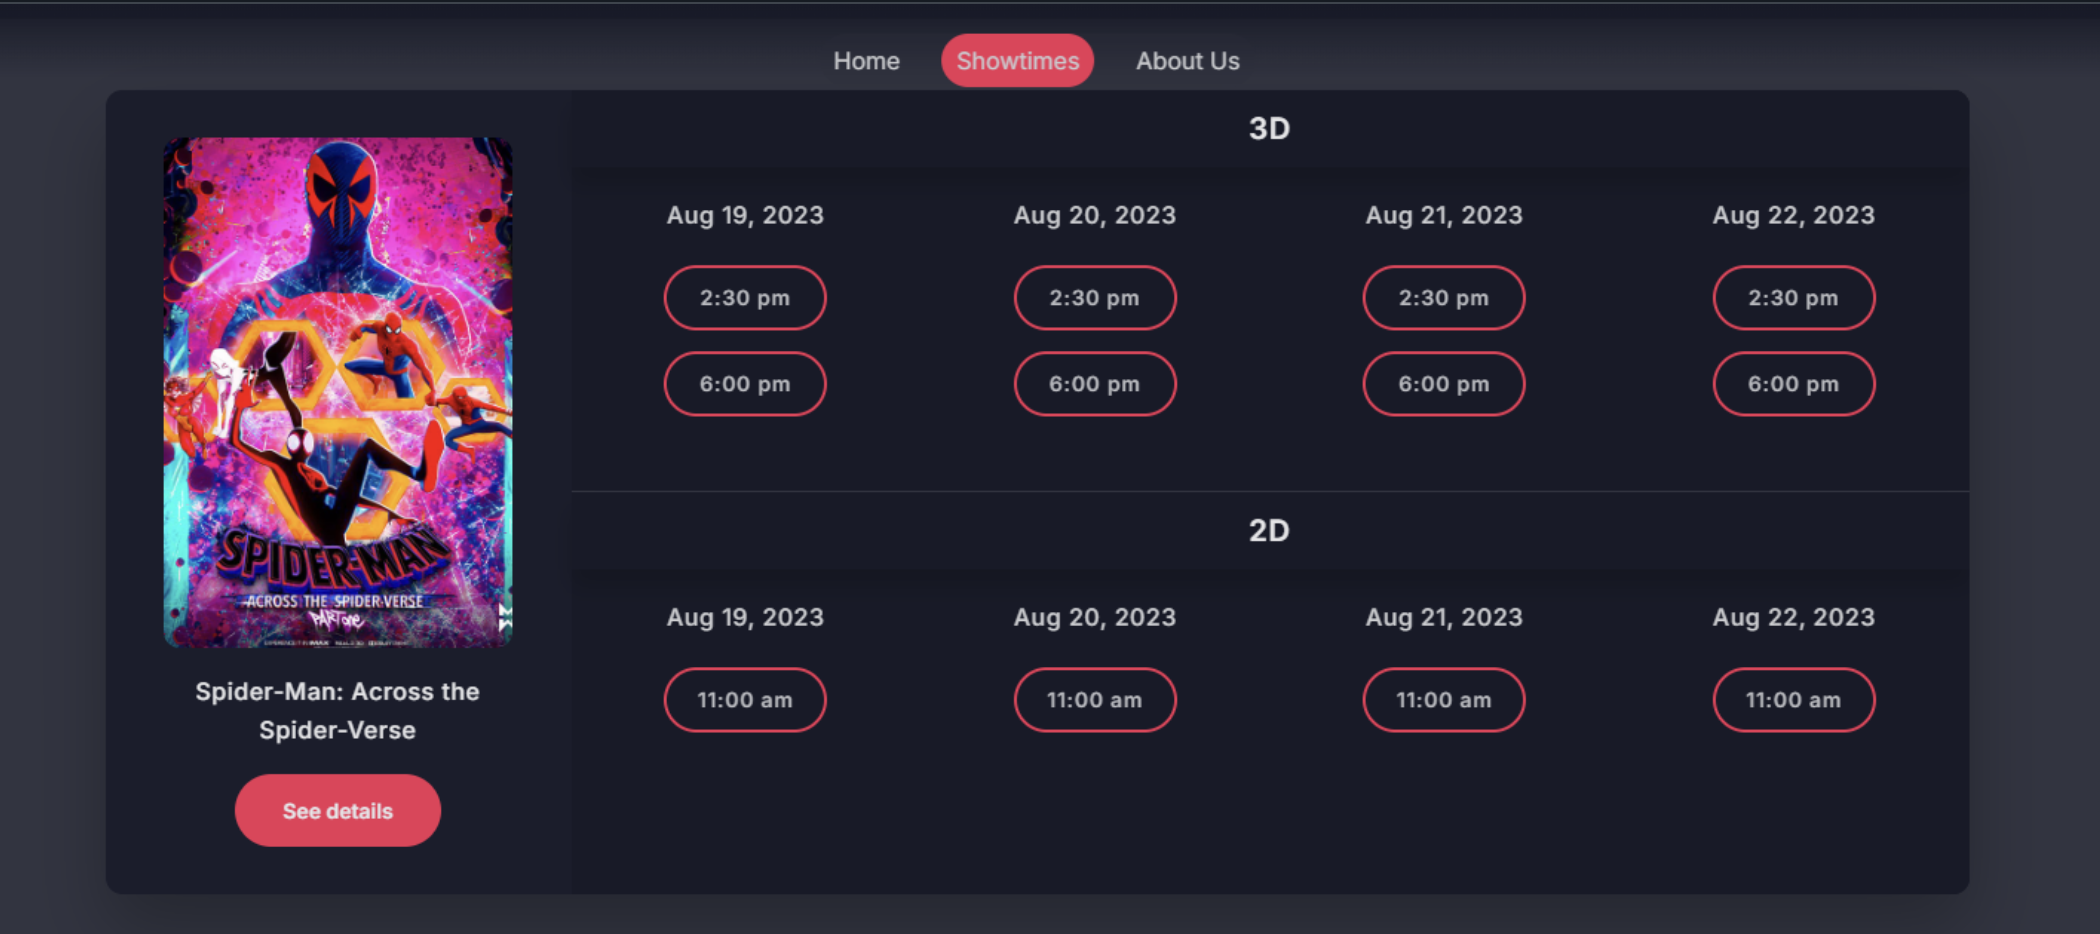 Home
Showtimes
About Us
3D
Aug 19, 2023
Aug 20, 2023
Aug 21, 2023
Aug 22, 2023
2:30 pm
2:30 pm
2:30 pm
2:30 pm
6:00 pm
6:00 pm
6:00 pm
6:00 pm
2D
Aug 19, 2023
Aug 20, 2023
Aug 21, 2023
Aug 22, 2023
11:00 am
11:00 am
11:00 am
11:00 am
SPIDER-MAN
ACROSS THE SPIDER-VERSE
PART one
Spider-Man: Across the
Spider-Verse
See details